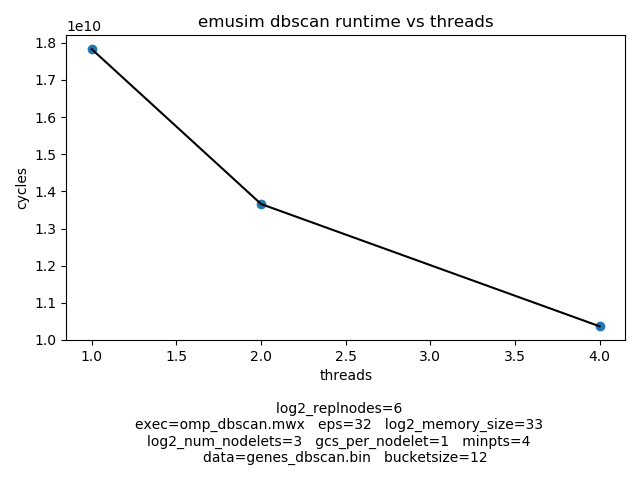 emusim dbscan runtime vs threads
1e10
1.8
1.7
1.6
1.5
1.4
1.3
1.2
1.1
1.0
cycles
1.0 1.5 2.0 2.5 3.0 3.5 4.0
threads
log2_replnodes=6
exec=omp_dbscan.mwx eps=32 log2_memory_size=33
log2_num_nodelets=3 gcs_per_nodelet=1 minpts=4
data=genes_dbscan.bin bucketsize=12